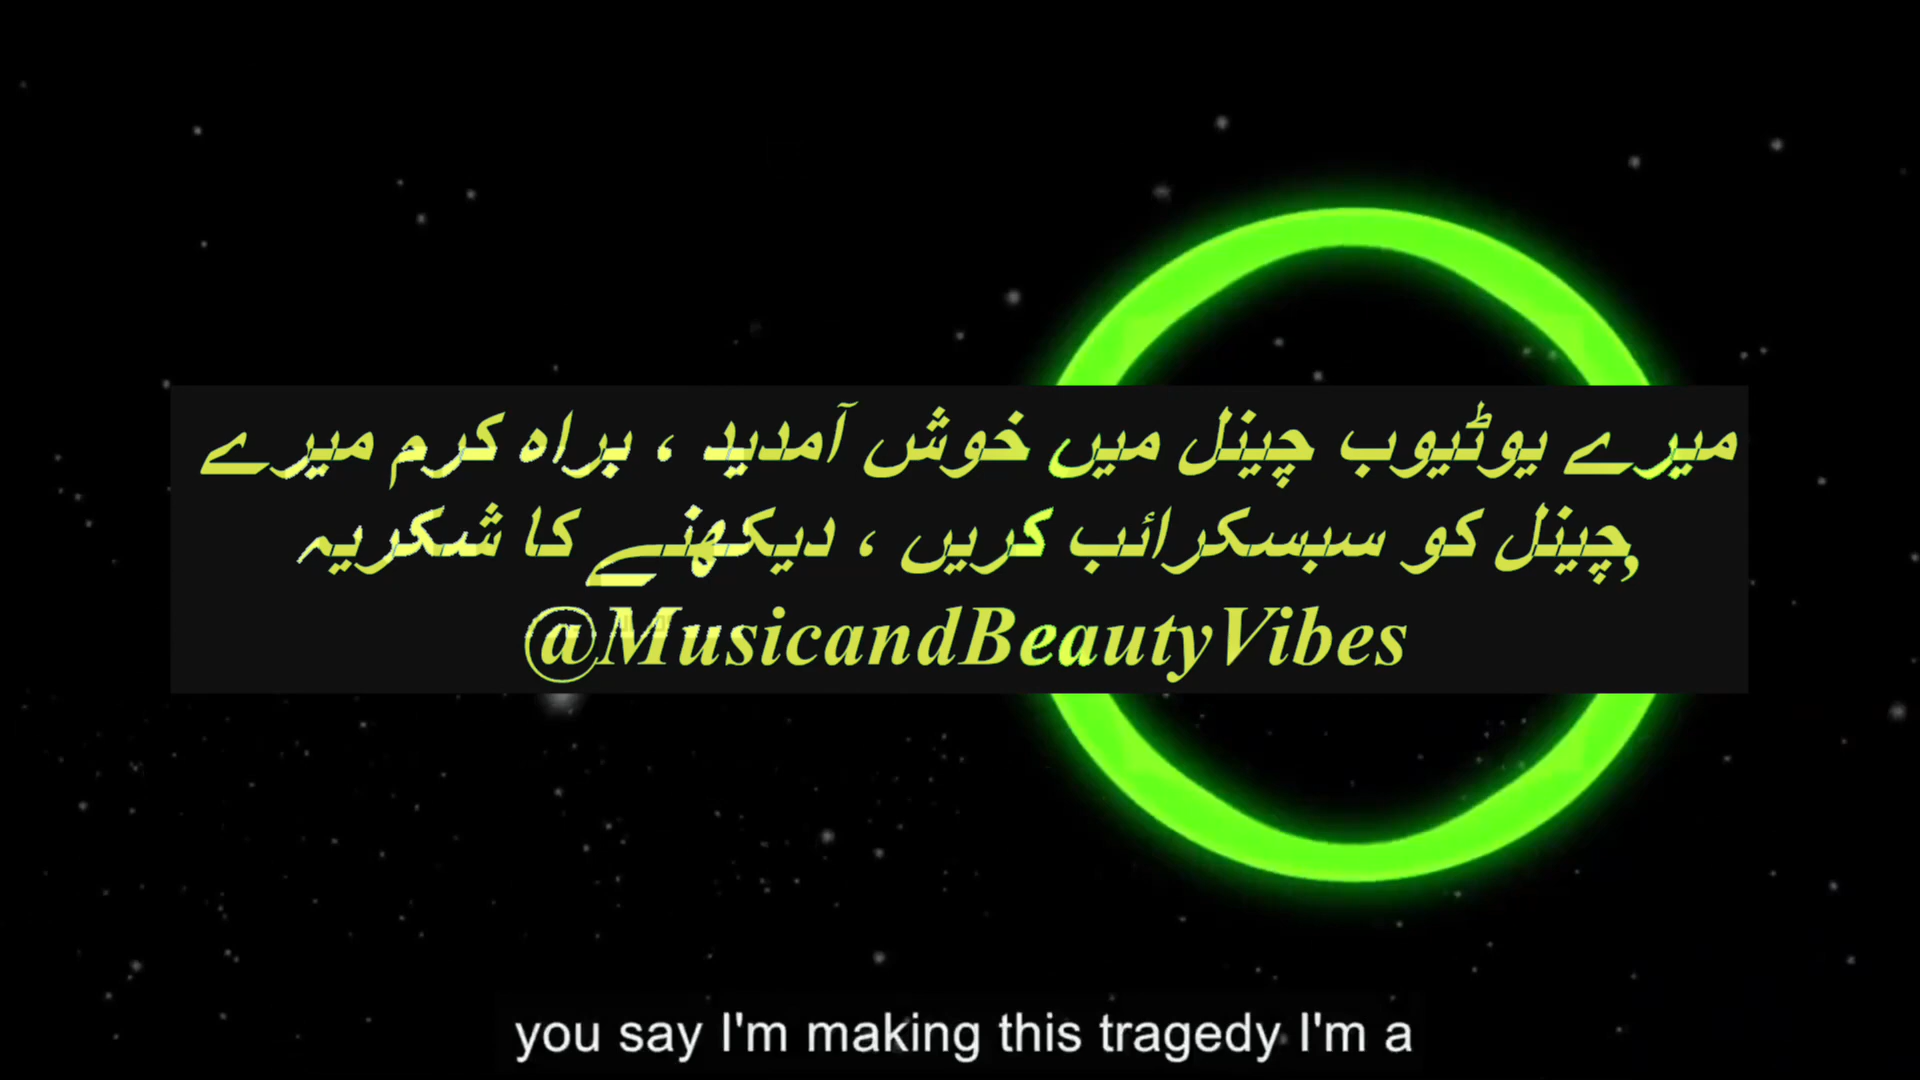 میرے یوٹیوب چینل میں خوش آمدید ، براہ کرم میرے
چینل کو سبسکرائب کریں ، دیکھنے کا شکریہ,
@MusicandBeautyVibes
you say I'm making this tragedy I'm a